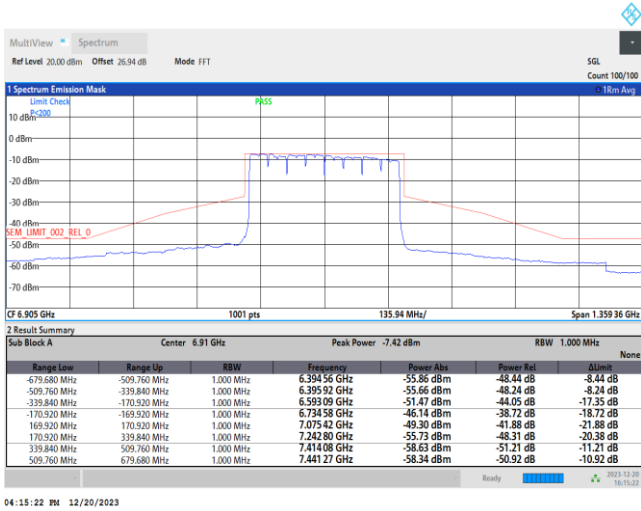 MultiView Spectrum
Ref Level 20.00 dBm Offset 26.94 dB Mode FFT SGL
Count 100/100
1 Spectrum Emission Mask 1Rm Avg
Limit Check PASS
P<200
10 dBm
0 dBm
-10 dBm
-20 dBm
-30 dBm
-40 dBm
SEM_LIMIT_002_REL_0
-50 dBm
-60 dBm
-70 dBm
CF 6.905 GHz 1001 pts 135.94 MHz/ Span 1.359 36 GHz
2 Result Summary
Sub Block A Center 6.91 GHz Peak Power -7.42 dBm RBW 1.000 MHz
None
Range Low Range Up RBW Frequency Power Abs Power Rel ΔLimit
-679.680 MHz -509.760 MHz 1.000 MHz 6.394 56 GHz -55.86 dBm -48.44 dB -8.44 dB
-509.760 MHz -339.840 MHz 1.000 MHz 6.395 92 GHz -55.66 dBm -48.24 dB -8.24 dB
-339.840 MHz -170.920 MHz 1.000 MHz 6.593 09 GHz -51.47 dBm -44.05 dB -17.35 dB
-170.920 MHz -169.920 MHz 1.000 MHz 6.734 58 GHz -46.14 dBm -38.72 dB -18.72 dB
169.920 MHz 170.920 MHz 1.000 MHz 7.075 42 GHz -49.30 dBm -41.88 dB -21.88 dB
170.920 MHz 339.840 MHz 1.000 MHz 7.242 80 GHz -55.73 dBm -48.31 dB -20.38 dB
339.840 MHz 509.760 MHz 1.000 MHz 7.414 08 GHz -58.63 dBm -51.21 dB -11.21 dB
509.760 MHz 679.680 MHz 1.000 MHz 7.441 27 GHz -58.34 dBm -50.92 dB -10.92 dB
Ready 2023-12-20
16:15:22
04:15:22 PM 12/20/2023